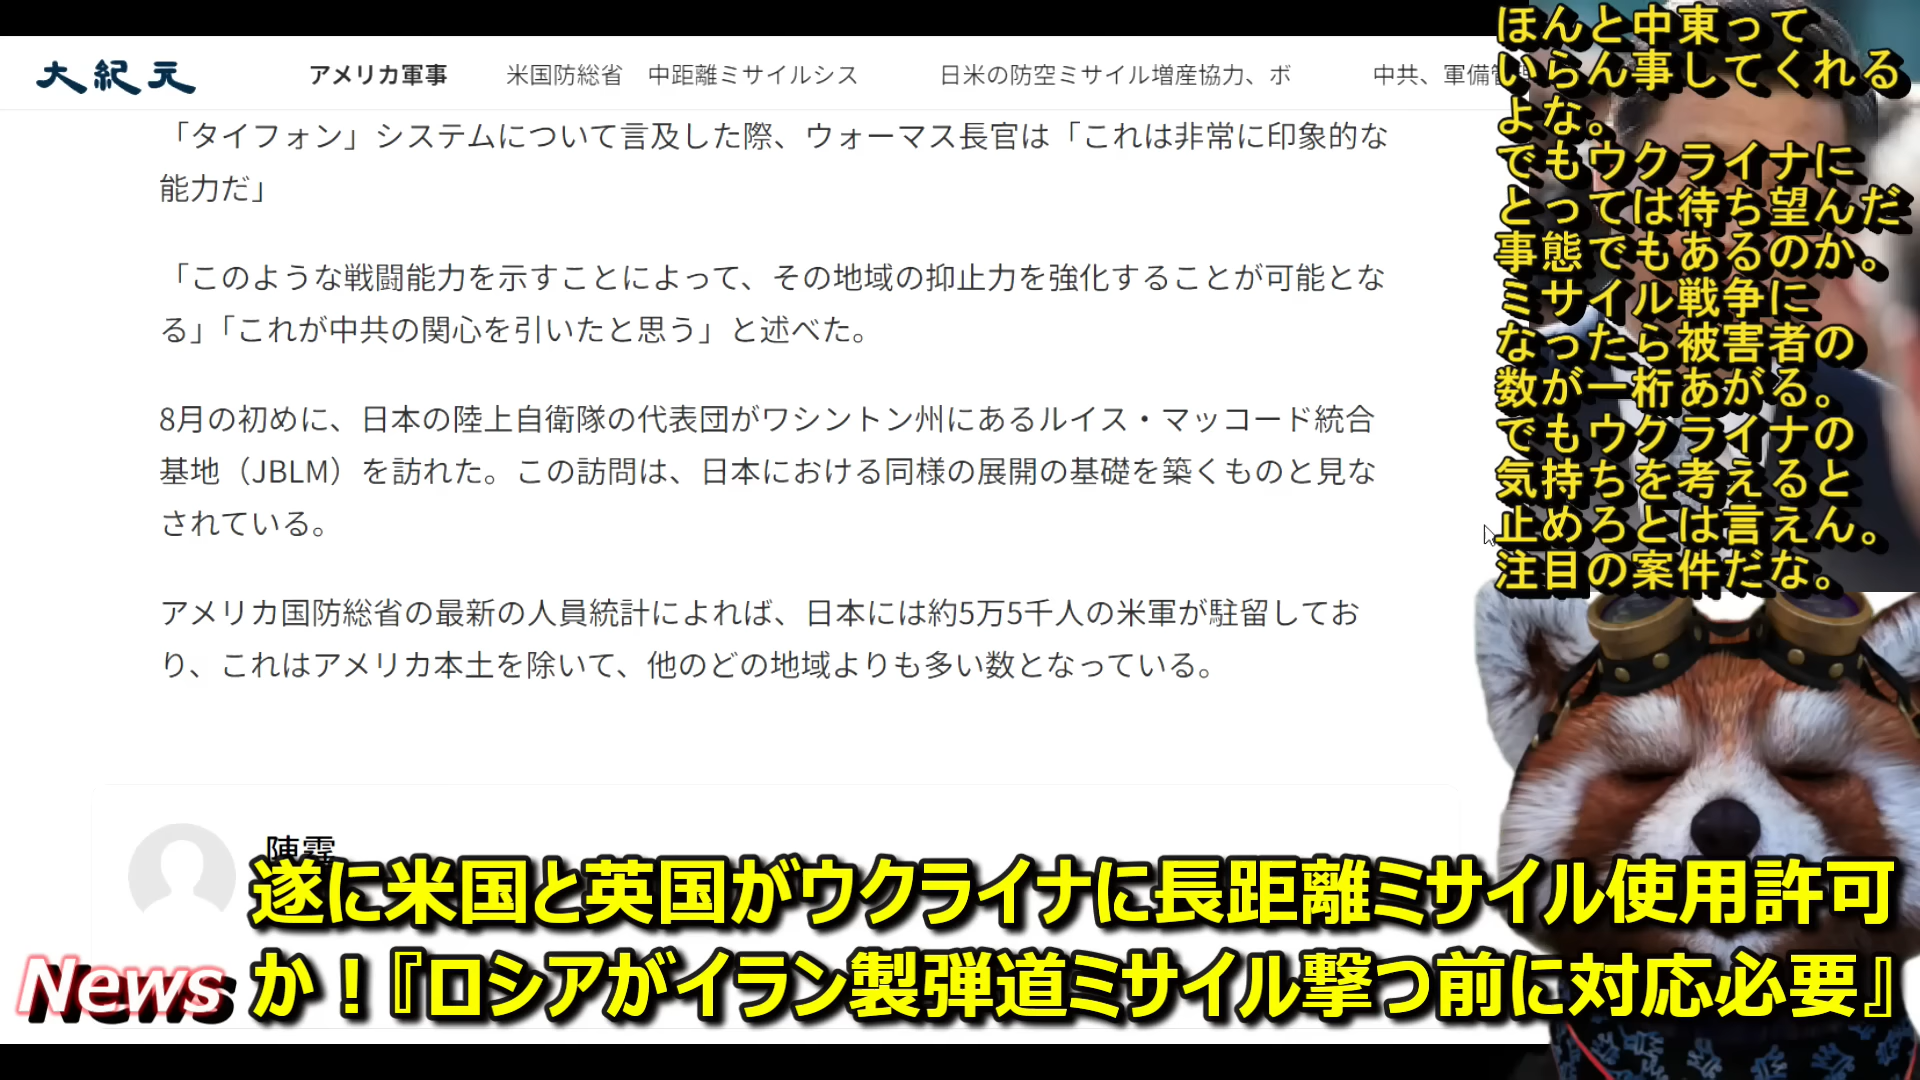 大紀元
アメリカ軍事 米国防総省 中距離ミサイルシス 日米の防空ミサイル増産協力、ボ 中共、軍備
「タイフォン」システムについて言及した際、ウォーマス長官は「これは非常に印象的な
能力だ」
「このような戦闘能力を示すことによって、その地域の抑止力を強化することが可能とな
る」「これが中共の関心を引いたと思う」と述べた。
8月の初めに、日本の陸上自衛隊の代表団がワシントン州にあるルイス・マッコード統合
基地（JBLM）を訪れた。この訪問は、日本における同様の展開の基礎を築くものと見な
されている。
アメリカ国防総省の最新の人員統計によれば、日本には約5万5千人の米軍が駐留してお
り、これはアメリカ本土を除いて、他のどの地域よりも多い数となっている。
陳霆
ほんと中東って
いらん事してくれる
よな。
でもウクライナに
とっては待ち望んだ
事態でもあるのか。
ミサイル戦争に
なったら被害者の
数が一桁あがる。
でもウクライナの
気持ちを考えると
止めろとは言えん。
注目の案件だな。
遂に米国と英国がウクライナに長距離ミサイル使用許可
か！『ロシアがイラン製弾道ミサイル撃つ前に対応必要』
News